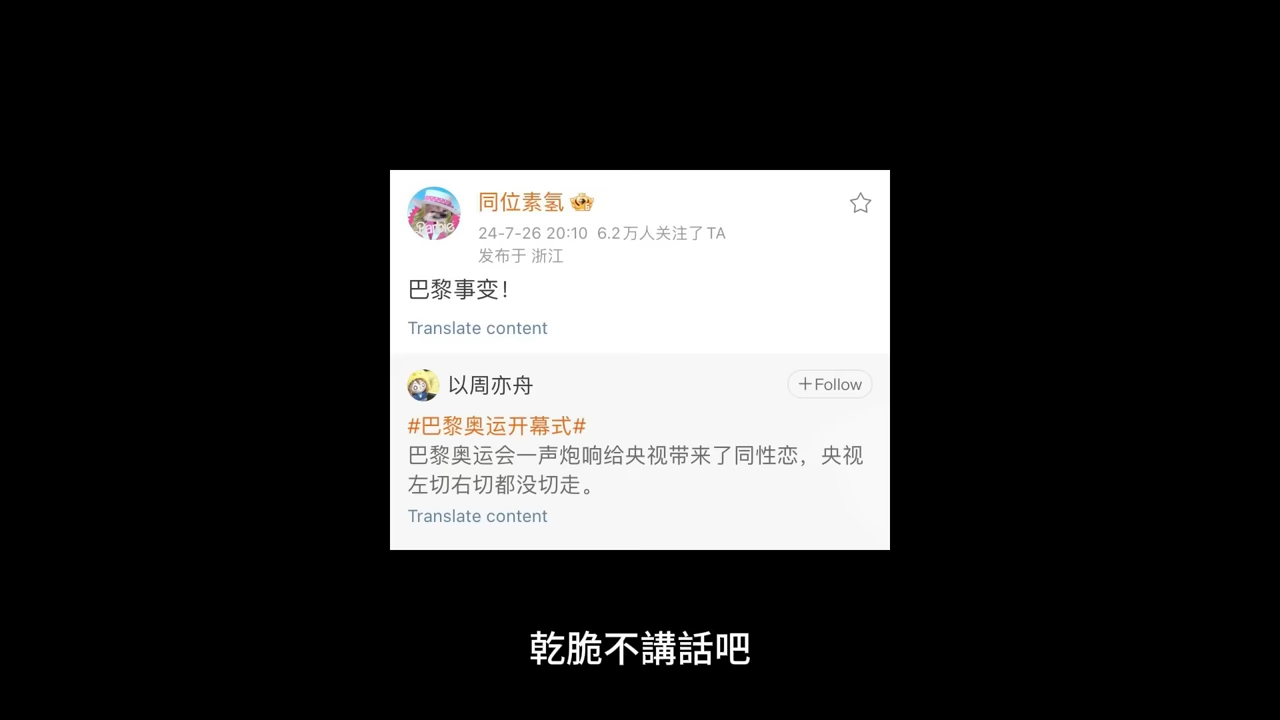 同位素氢
24-7-26 20:10 6.2万人关注了TA
发布于 浙江
巴黎事变！
Translate content
以周亦舟
+Follow
#巴黎奥运开幕式#
巴黎奥运会一声炮响给央视带来了同性恋，央视
左切右切都没切走。
Translate content
乾脆不講話吧